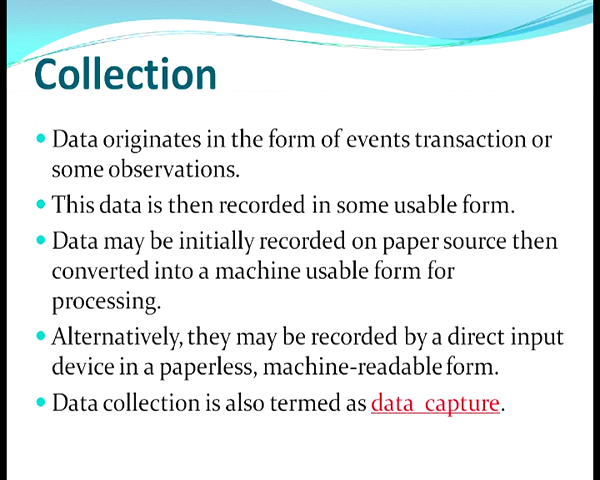 Collection
• Data originates in the form of events transaction or
some observations.
• This data is then recorded in some usable form.
• Data may be initially recorded on paper source then
converted into a machine usable form for
processing.
• Alternatively, they may be recorded by a direct input
device in a paperless, machine-readable form.
• Data collection is also termed as data capture.